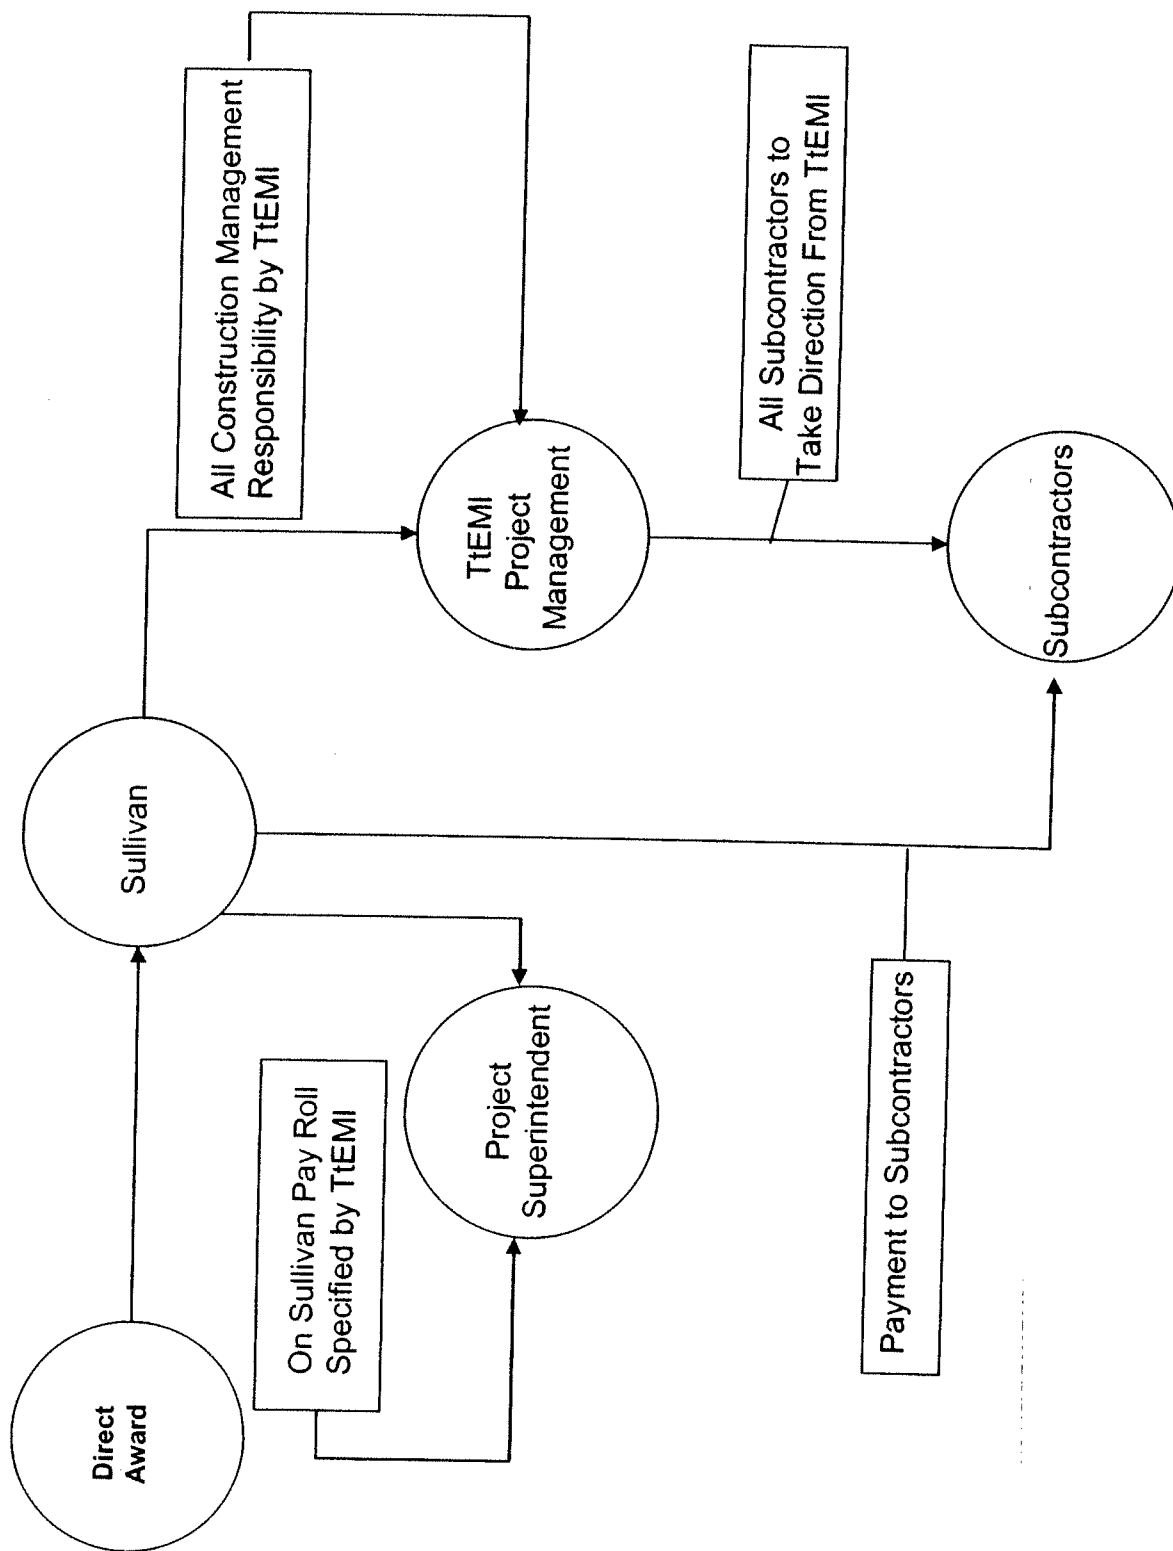 Direct
Award
Sullivan
On Sullivan Pay Roll
Specified by TtEMI
All Construction Management
Responsibility by TtEMI
Project
Superintendent
TtEMI
Project
Management
Payment to Subcontractors
All Subcontractors to
Take Direction From TtEMI
Subcontractors